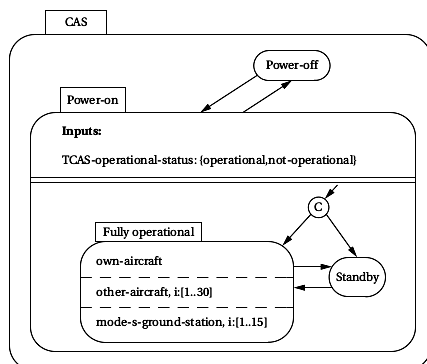 CAS
Power-off
Power-on
Inputs:
TCAS-operational-status: {operational,not-operational}
C
Fully operational
own-aircraft
Standby
other-aircraft, i:[1..30]
mode-s-ground-station, i:[1..15]